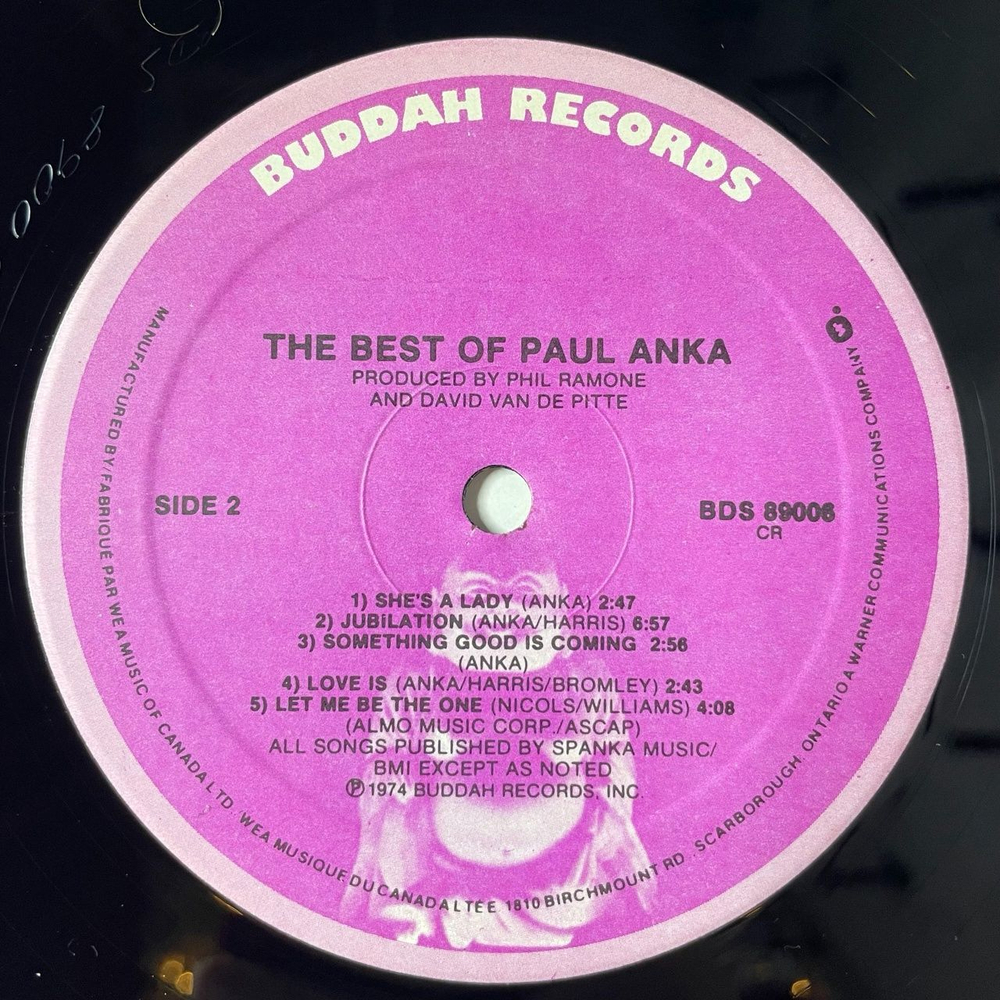 BUDDAH RECORDS
THE BEST OF PAUL ANKA
PRODUCED BY PHIL RAMONE
AND DAVID VAN DE PITTE
SIDE 2
BDS 89006
CR
1) SHE'S A LADY (ANKA) 2:47
2) JUBILATION (ANKA/HARRIS) 6:57
3) SOMETHING GOOD IS COMING 2:56
(ANKA)
4) LOVE IS (ANKA/HARRIS/BROMLEY) 2:43
5) LET ME BE THE ONE (NICOLS/WILLIAMS) 4:08
(ALMO MUSIC CORP./ASCAP)
ALL SONGS PUBLISHED BY SPANKA MUSIC/
BMI EXCEPT AS NOTED
℗1974 BUDDAH RECORDS, INC.
MANUFACTURED BY/FABRIQUÉ PAR WEA MUSIC OF CANADA LTD. WEA MUSIQUE DU CANADA LTÉE. 1810 BIRCHMOUNT RD. SCARBOROUGH ONTARIO A WARNER COMMUNICATIONS COMPANY
0068